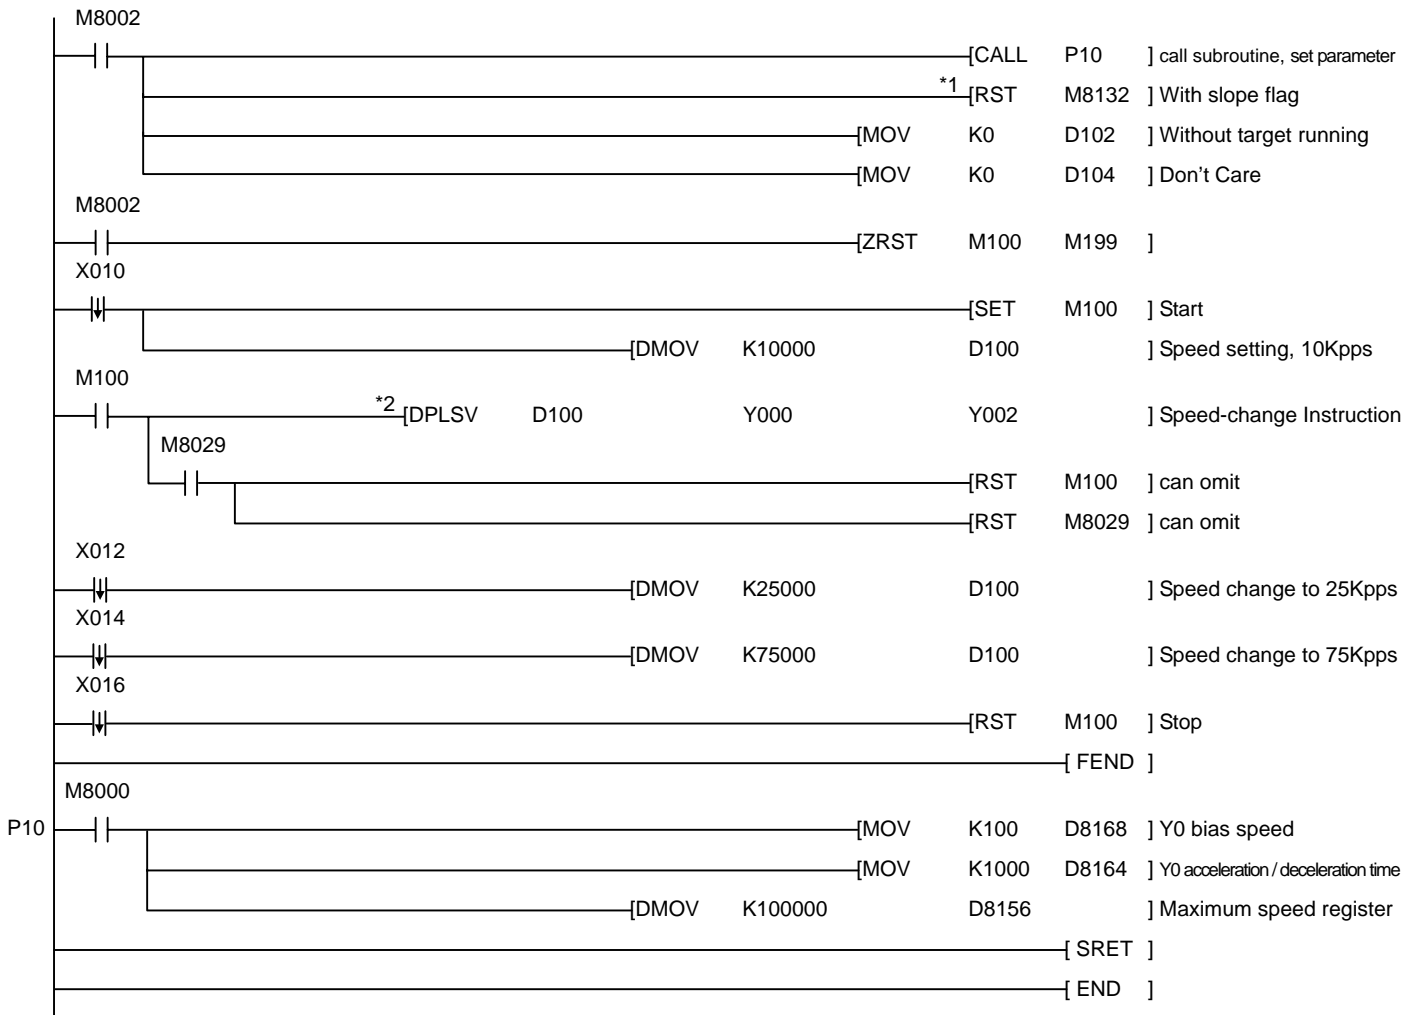 M8002
[CALL P10 ] call subroutine, set parameter
*1 [RST M8132 ] With slope flag
[MOV K0 D102 ] Without target running
[MOV K0 D104 ] Don't Care
M8002
[ZRST M100 M199 ]
X010
[SET M100 ] Start
[DMOV K10000 D100 ] Speed setting, 10Kpps
M100
*2 [DPLSV D100 Y000 Y002 ] Speed-change Instruction
M8029
[RST M100 ] can omit
[RST M8029 ] can omit
X012
[DMOV K25000 D100 ] Speed change to 25Kpps
X014
[DMOV K75000 D100 ] Speed change to 75Kpps
X016
[RST M100 ] Stop
[ FEND ]
M8000
P10 [MOV K100 D8168 ] Y0 bias speed
[MOV K1000 D8164 ] Y0 acceleration / deceleration time
[DMOV K100000 D8156 ] Maximum speed register
[ SRET ]
[ END ]